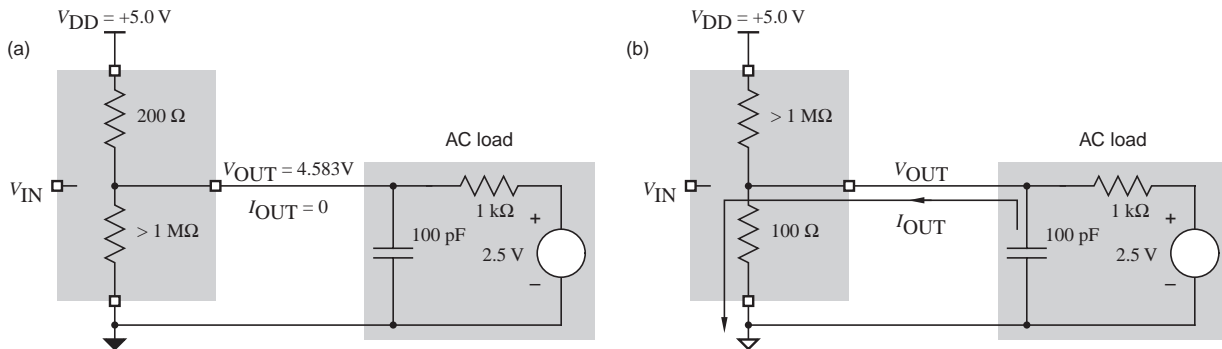 (a)
VDD = +5.0 V
200 Ω
VIN
> 1 MΩ
VOUT = 4.583V
IOUT = 0
AC load
1 kΩ
100 pF
2.5 V
+
−
(b)
VDD = +5.0 V
> 1 MΩ
VIN
100 Ω
VOUT
IOUT
AC load
1 kΩ
100 pF
2.5 V
+
−